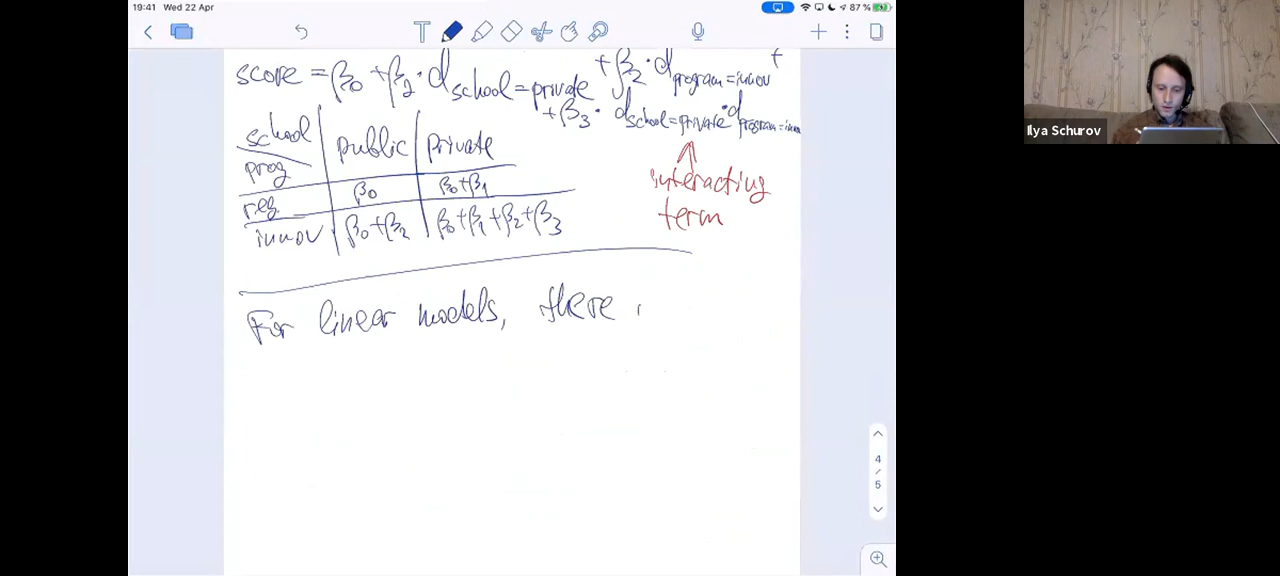 19:41 Wed 22 Apr
87 %
score = β₀ + β₂ · d school=private + β₂ · d program=innov +
+ β₃ · d school=private · d program=inno
school public private
prog
reg β₀ β₀+β₁
innov β₀+β₂ β₀+β₁+β₂+β₃
interacting
term
For linear models, there
Ilya Schurov
4
/
5